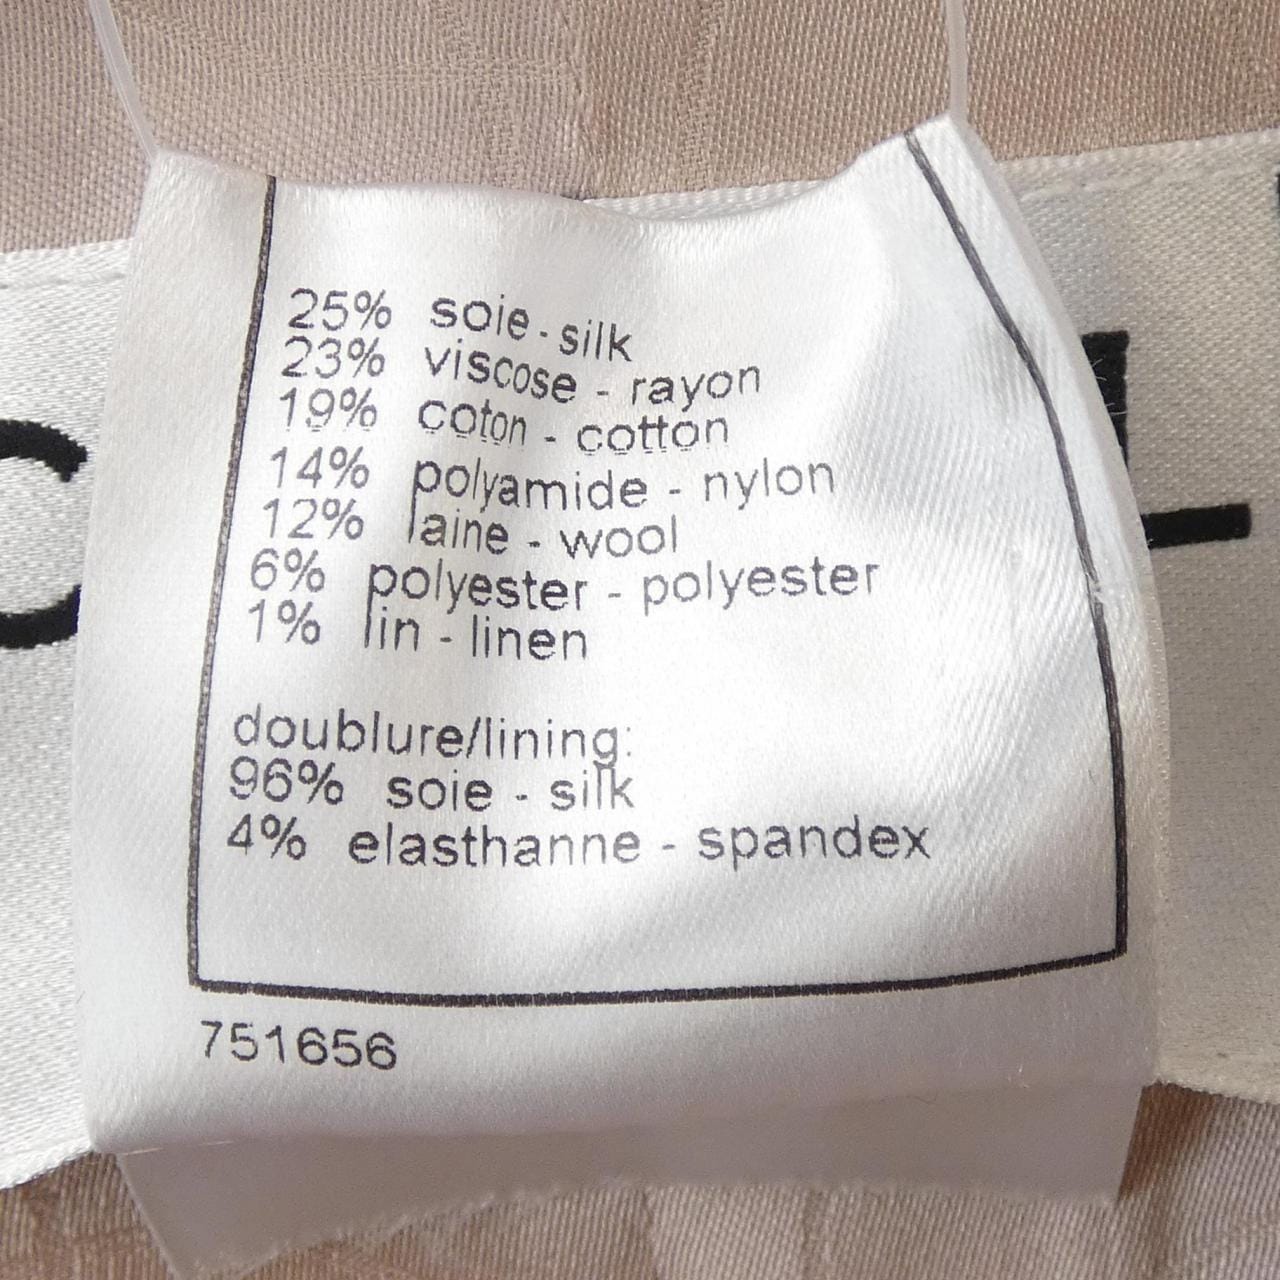 25% soie - silk
23% viscose - rayon
19% coton - cotton
14% polyamide - nylon
12% laine - wool
6% polyester - polyester
1% lin - linen
doublure/lining:
96% soie - silk
4% elasthanne - spandex
751656